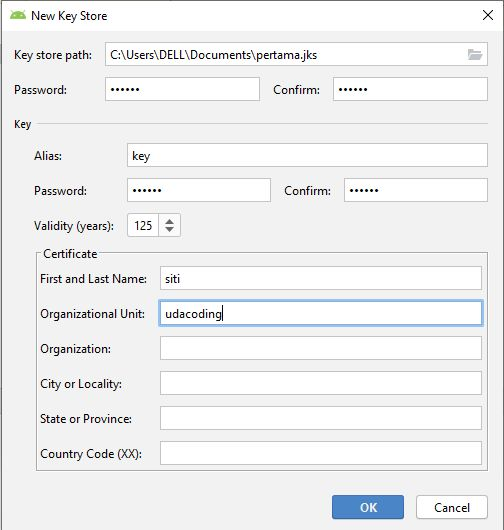 New Key Store
Key store path: C:\Users\DELL\Documents\pertama.jks
Password: •••••• Confirm: ••••••
Key
Alias: key
Password: •••••• Confirm: ••••••
Validity (years): 125
Certificate
First and Last Name: siti
Organizational Unit: udacoding
Organization:
City or Locality:
State or Province:
Country Code (XX):
OK Cancel